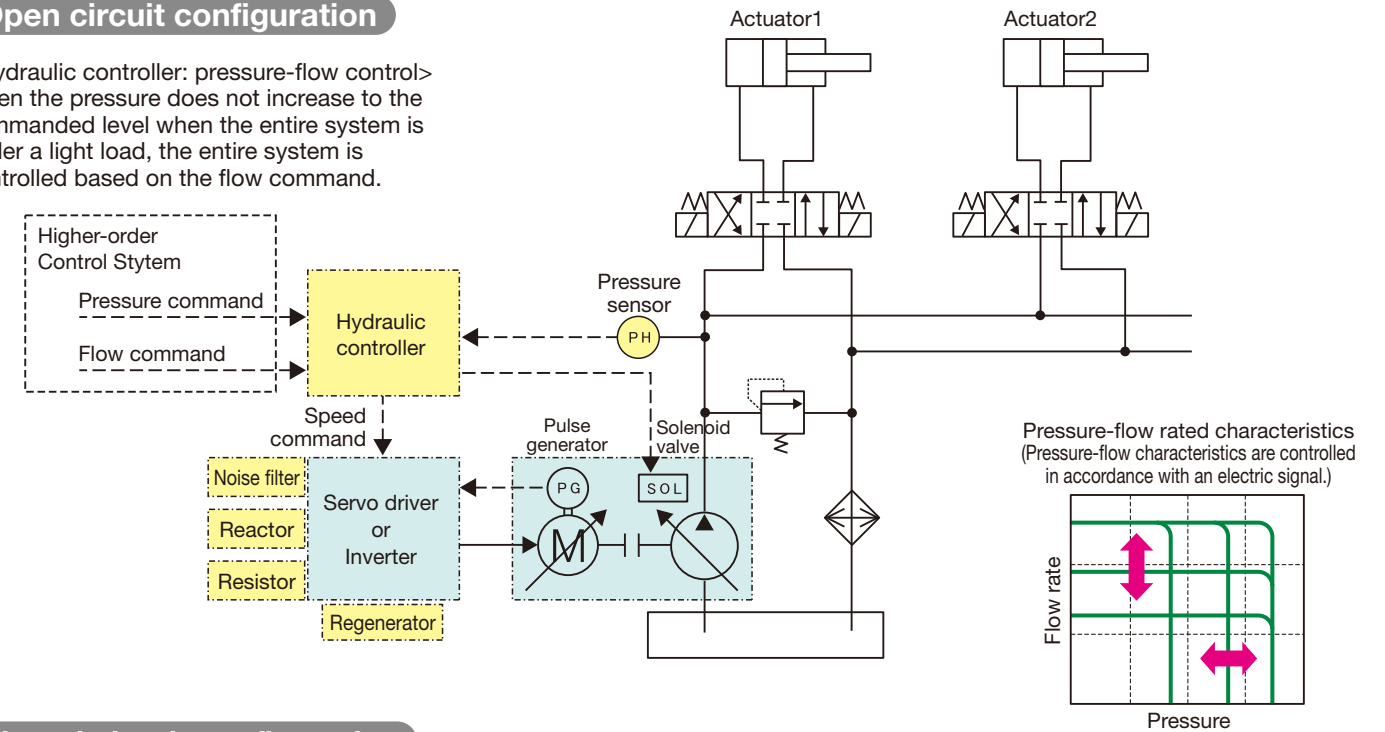 pen circuit configuration
ydraulic controller: pressure-flow control>
en the pressure does not increase to the
mmanded level when the entire system is
er a light load, the entire system is
ntrolled based on the flow command.
Actuator1
Actuator2
Higher-order
Control Stytem
Pressure command
Flow command
Hydraulic
controller
Pressure
sensor
PH
Speed
command
Pulse
generator
Solenoid
valve
Noise filter
Reactor
Resistor
Servo driver
or
Inverter
Regenerator
PG
SOL
M
Pressure-flow rated characteristics
(Pressure-flow characteristics are controlled
in accordance with an electric signal.)
Flow rate
Pressure